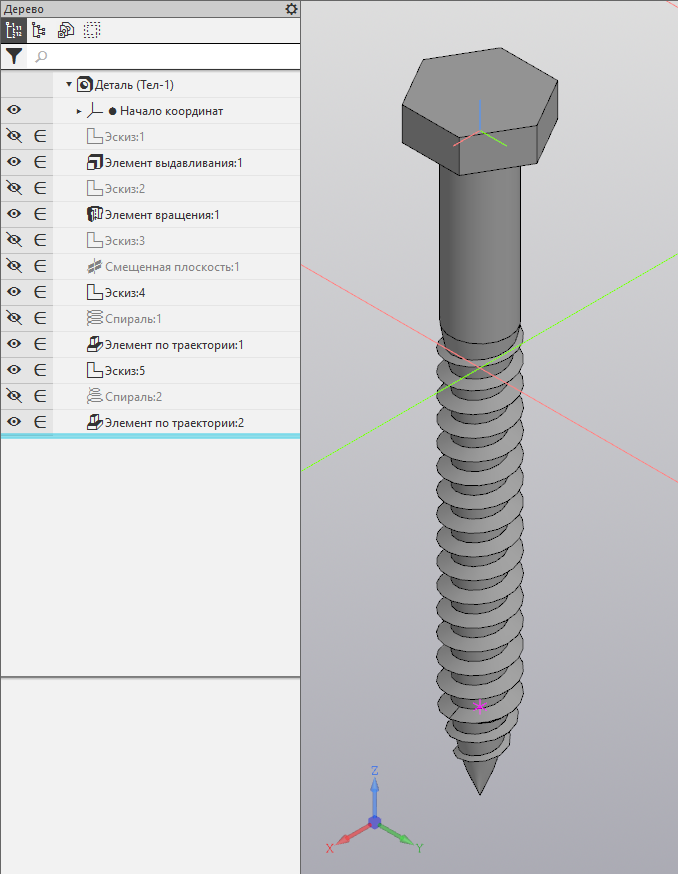 Дерево
Деталь (Тел-1)
Начало координат
Эскиз:1
Элемент выдавливания:1
Эскиз:2
Элемент вращения:1
Эскиз:3
Смещенная плоскость:1
Эскиз:4
Спираль:1
Элемент по траектории:1
Эскиз:5
Спираль:2
Элемент по траектории:2
Z
X
Y